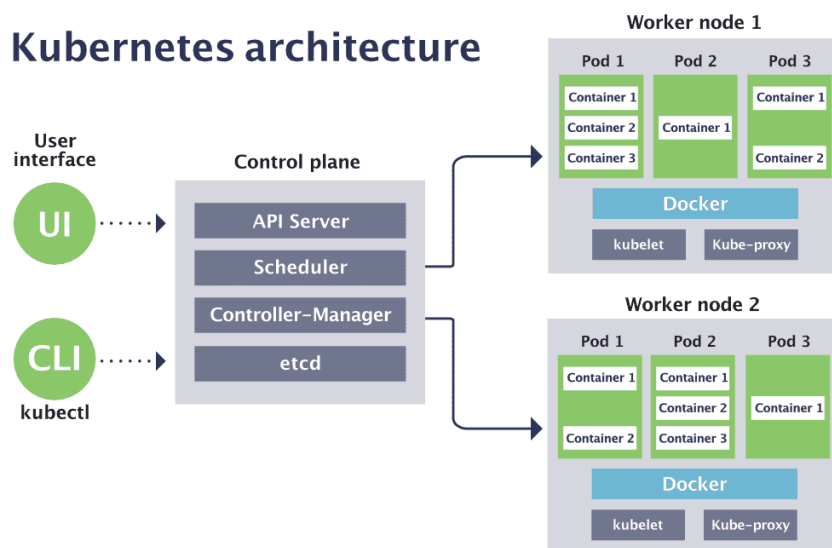 Kubernetes architecture
User
interface
UI
CLI
kubectl
Control plane
API Server
Scheduler
Controller-Manager
etcd
Worker node 1
Pod 1
Pod 2
Pod 3
Container 1
Container 2
Container 3
Container 1
Container 1
Container 2
Docker
kubelet
Kube-proxy
Worker node 2
Pod 1
Pod 2
Pod 3
Container 1
Container 2
Container 1
Container 2
Container 3
Container 1
Docker
kubelet
Kube-proxy